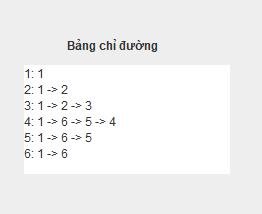 Bảng chỉ đường
1: 1
2: 1 -> 2
3: 1 -> 2 -> 3
4: 1 -> 6 -> 5 -> 4
5: 1 -> 6 -> 5
6: 1 -> 6